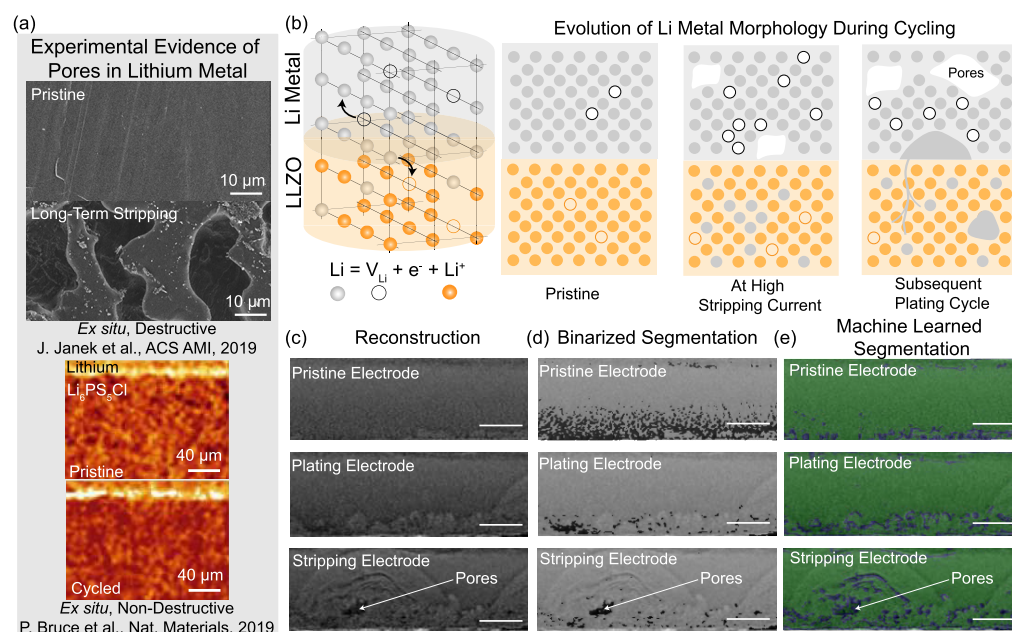 (a)
Experimental Evidence of
Pores in Lithium Metal
Pristine
10 µm
Long-Term Stripping
10 µm
Ex situ, Destructive
J. Janek et al., ACS AMI, 2019
Lithium
Li6PS5Cl
40 µm
Pristine
40 µm
Cycled
Ex situ, Non-Destructive
P. Bruce et al., Nat. Materials, 2019
(b)
Evolution of Li Metal Morphology During Cycling
Li Metal
LLZO
Li = VLi + e- + Li+
Pores
Pristine
At High
Stripping Current
Subsequent
Plating Cycle
(c) Reconstruction
Pristine Electrode
Plating Electrode
Stripping Electrode
Pores
(d) Binarized Segmentation
Pristine Electrode
Plating Electrode
Stripping Electrode
Pores
(e) Machine Learned
Segmentation
Pristine Electrode
Plating Electrode
Stripping Electrode
Pores